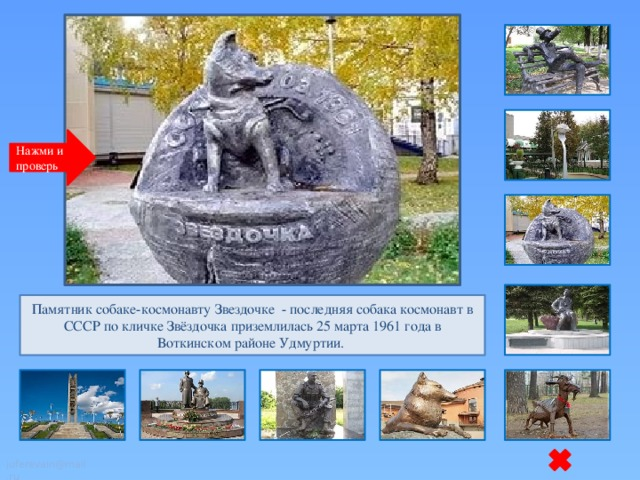 Нажми и
проверь
ЗВЕЗДОЧКА
Памятник собаке-космонавту Звездочке - последняя собака космонавт в
СССР по кличке Звёздочка приземлилась 25 марта 1961 года в
Воткинском районе Удмуртии.